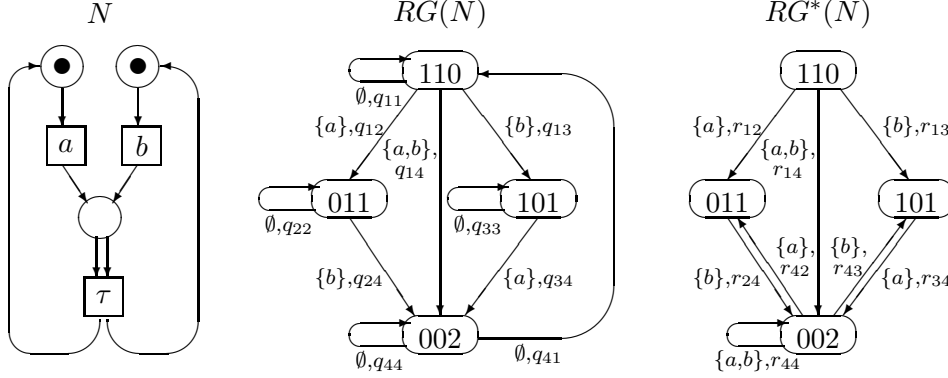 N
a
b
τ
RG(N)
110
∅,q₁₁
{a},q₁₂
{a,b},
q₁₄
{b},q₁₃
011
∅,q₂₂
101
∅,q₃₃
{b},q₂₄
{a},q₃₄
002
∅,q₄₄
∅,q₄₁
RG*(N)
110
{a},r₁₂
{a,b},
r₁₄
{b},r₁₃
011
101
{b},r₂₄
{a},
r₄₂
{b},
r₄₃
{a},r₃₄
002
{a,b},r₄₄